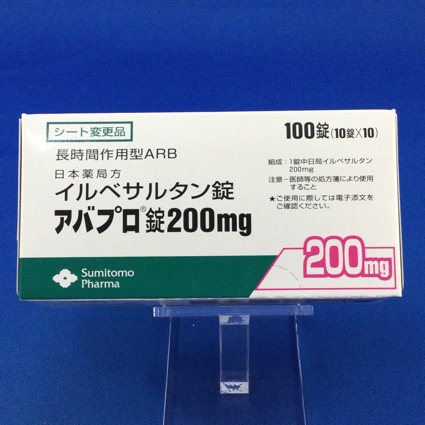 シート変更品
100錠(10錠×10)
長時間作用型ARB
日本薬局方
イルベサルタン錠
アバプロ®錠200mg
組成:1錠中日局イルベサルタン
200mg
注意-医師等の処方箋により使用
すること
★ご使用に際しては電子添文を
ご確認ください。
200mg
Sumitomo
Pharma